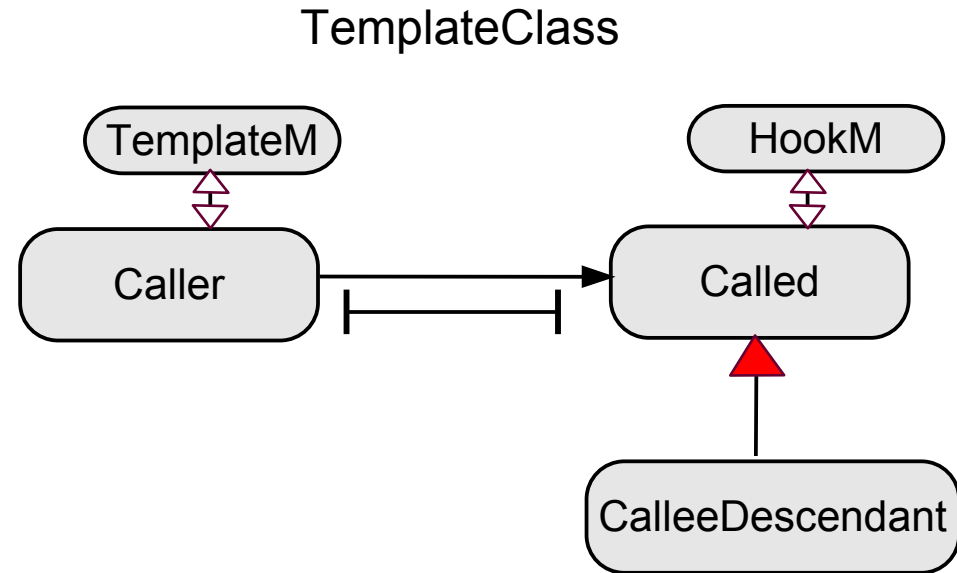 TemplateClass
TemplateM
HookM
Caller
Called
CalleeDescendant